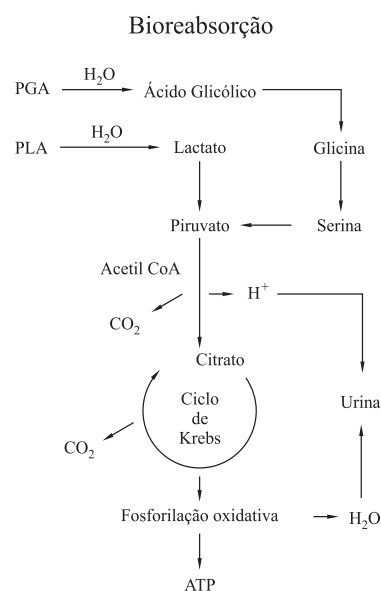 Bioreabsorção
H₂O
PGA
Ácido Glicólico
H₂O
PLA
Lactato
Glicina
Piruvato
Serina
Acetil CoA
H⁺
CO₂
Citrato
Ciclo
de
Krebs
Urina
CO₂
Fosforilação oxidativa
H₂O
ATP